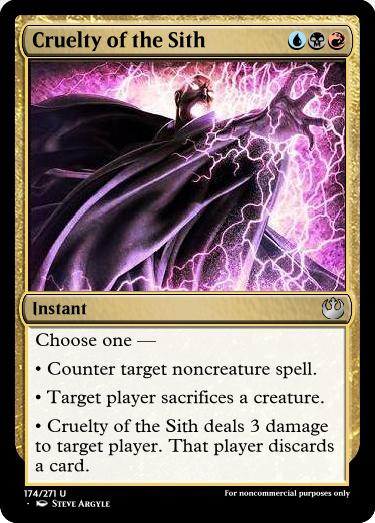 Cruelty of the Sith
Instant
Choose one —
• Counter target noncreature spell.
• Target player sacrifices a creature.
• Cruelty of the Sith deals 3 damage
to target player. That player discards
a card.
174/271 U
For noncommercial purposes only
· Steve Argyle